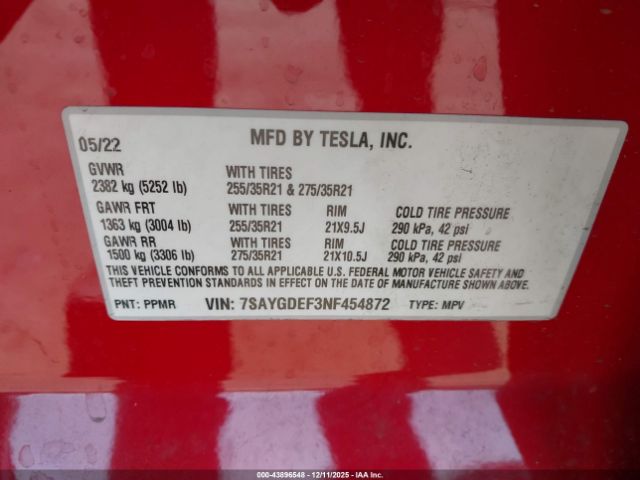 05/22 MFD BY TESLA, INC.
GVWR WITH TIRES
2382 kg (5252 lb) 255/35R21 & 275/35R21
GAWR FRT WITH TIRES RIM COLD TIRE PRESSURE
1363 kg (3004 lb) 255/35R21 21X9.5J 290 kPa, 42 psi
GAWR RR WITH TIRES RIM COLD TIRE PRESSURE
1500 kg (3306 lb) 275/35R21 21X10.5J 290 kPa, 42 psi
THIS VEHICLE CONFORMS TO ALL APPLICABLE U.S. FEDERAL MOTOR VEHICLE SAFETY AND
THEFT PREVENTION STANDARDS IN EFFECT ON THE DATE OF MANUFACTURE SHOWN ABOVE.
PNT: PPMR VIN: 7SAYGDEF3NF454872 TYPE: MPV
000-43896548 - 12/11/2025 - IAA Inc.